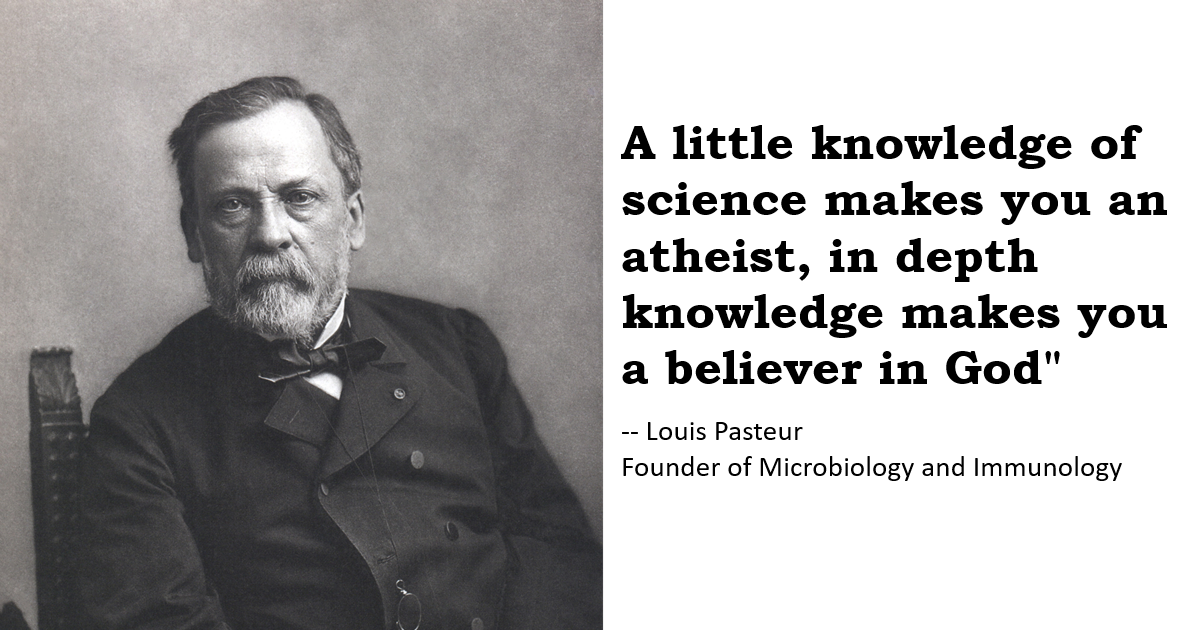 A little knowledge of
science makes you an
atheist, in depth
knowledge makes you
a believer in God"
-- Louis Pasteur
Founder of Microbiology and Immunology